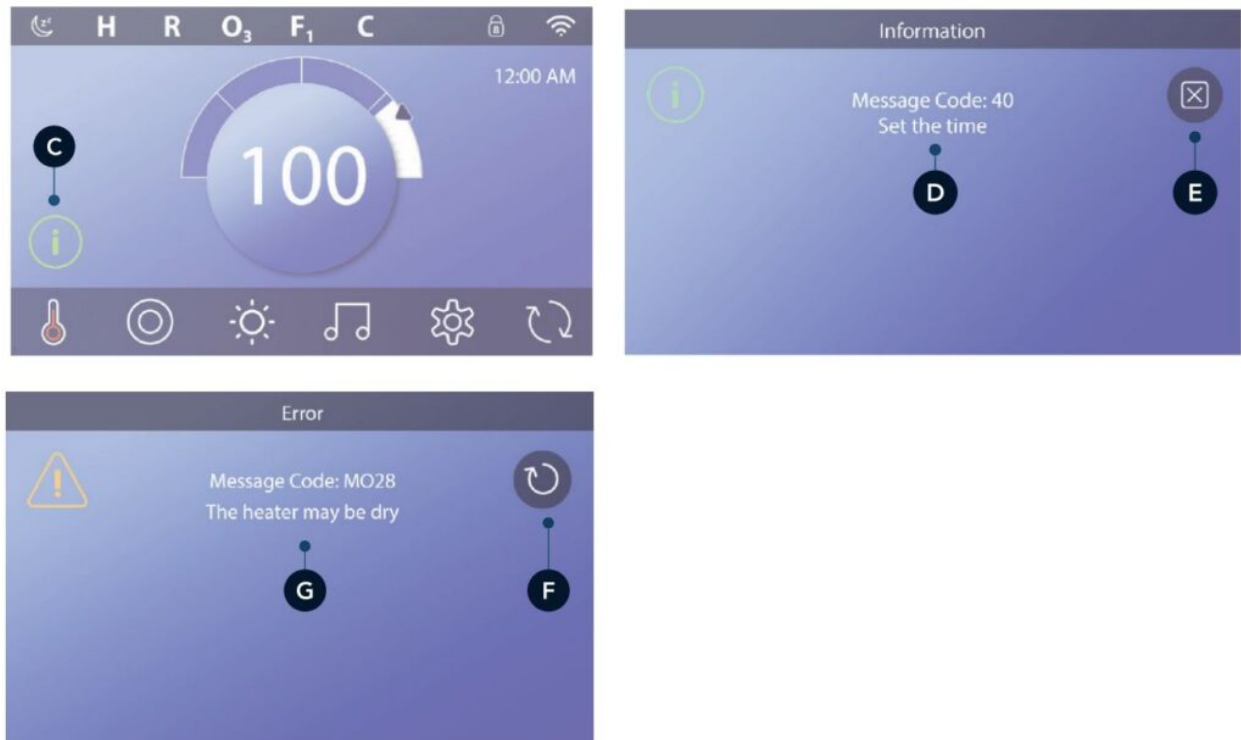 H R O₃ F₁ C
12:00 AM
C
100
i
Information
i
Message Code: 40
Set the time
D
E
Error
!
Message Code: MO28
The heater may be dry
G
F